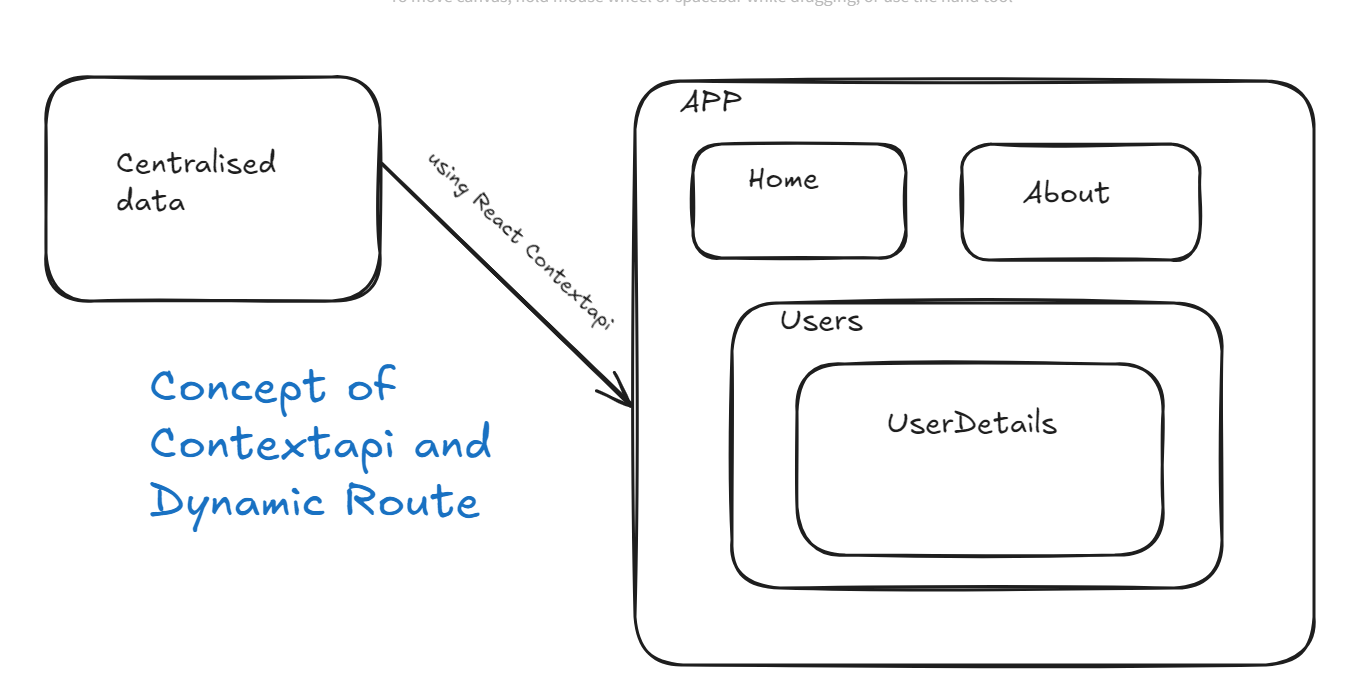 To move canvas, hold mouse wheel or spacebar while dragging, or use the hand tool
APP
Centralised
data
using React Contextapi
Home
About
Users
UserDetails
Concept of
Contextapi and
Dynamic Route